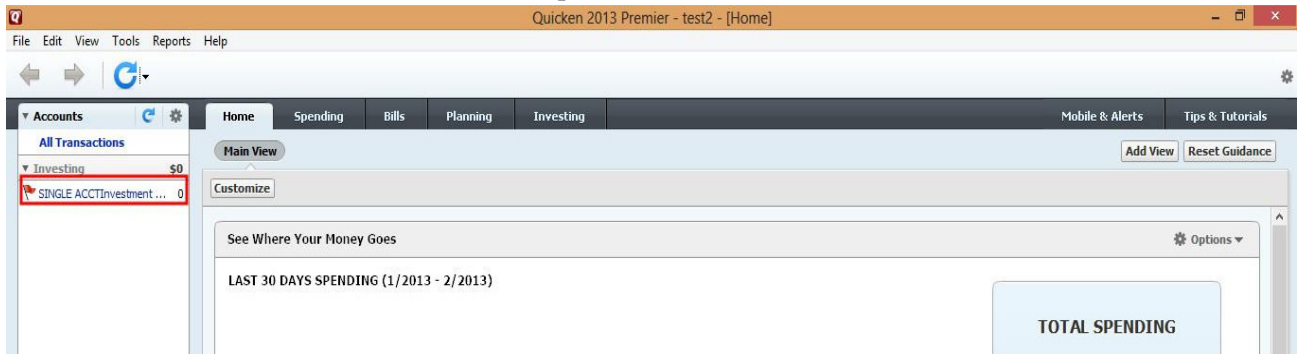 Quicken 2013 Premier - test2 - [Home]
File Edit View Tools Reports Help
Accounts
Home Spending Bills Planning Investing Mobile & Alerts Tips & Tutorials
All Transactions
Main View
Add View Reset Guidance
Investing $0
SINGLE ACCTInvestment ... 0
Customize
See Where Your Money Goes
Options
LAST 30 DAYS SPENDING (1/2013 - 2/2013)
TOTAL SPENDING